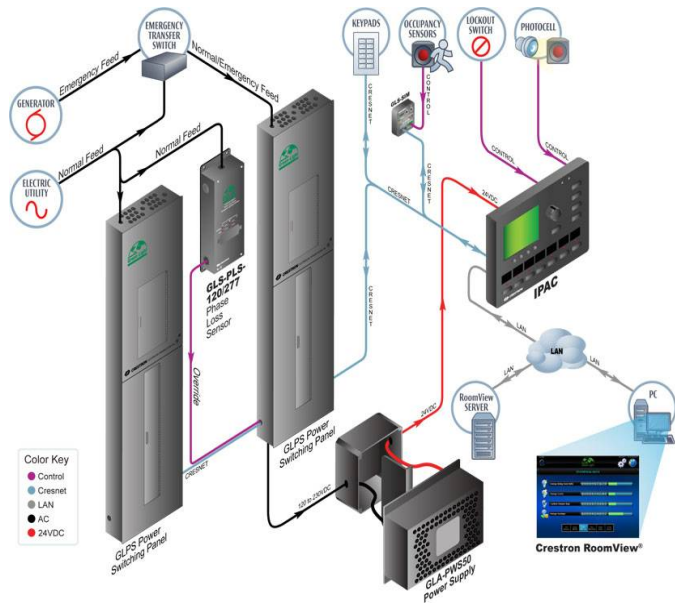 EMERGENCY
TRANSFER
SWITCH
KEYPADS
OCCUPANCY
SENSORS
LOCKOUT
SWITCH
PHOTOCELL
Emergency Feed
Normal/Emergency Feed
GENERATOR
Normal Feed
Normal Feed
ELECTRIC
UTILITY
CRESNET
CONTROL
GLS-SIM
CRESNET
CONTROL
CONTROL
CRESNET
24VDC
GLS-PLS-
120/277
Phase
Loss
Sensor
CRESNET
IPAC
LAN
LAN
LAN
LAN
RoomView
SERVER
PC
Override
CRESNET
GLPS Power
Switching Panel
24VDC
120 to 230VDC
GLPS Power
Switching Panel
GLA-PWS50
Power Supply
Color Key
Control
Cresnet
LAN
AC
24VDC
Crestron RoomView®